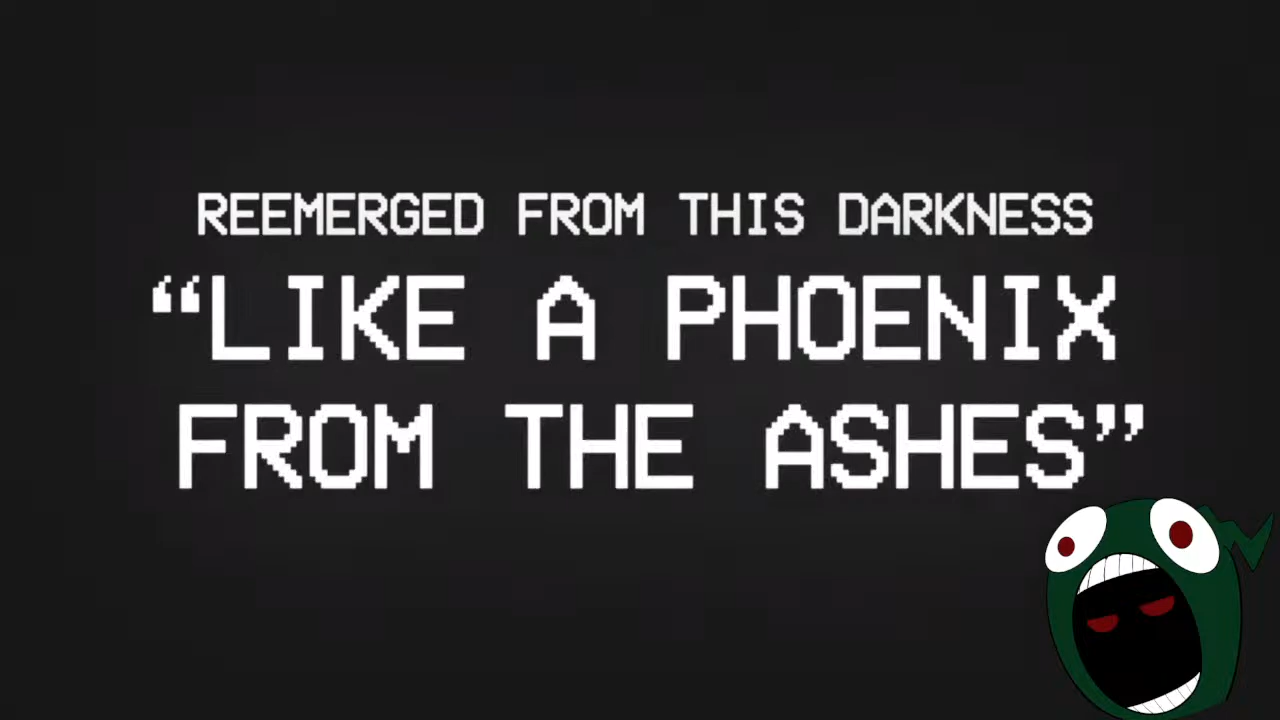 REEMERGED FROM THIS DARKNESS
“LIKE A PHOENIX
FROM THE ASHES”